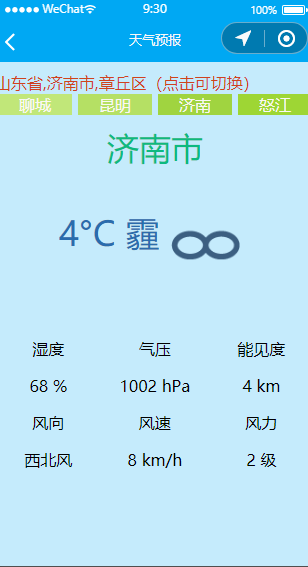 WeChat 9:30 100%
天气预报
山东省,济南市,章丘区（点击可切换）
聊城 昆明 济南 怒江
济南市
4°C 霾
湿度 气压 能见度
68 % 1002 hPa 4 km
风向 风速 风力
西北风 8 km/h 2 级